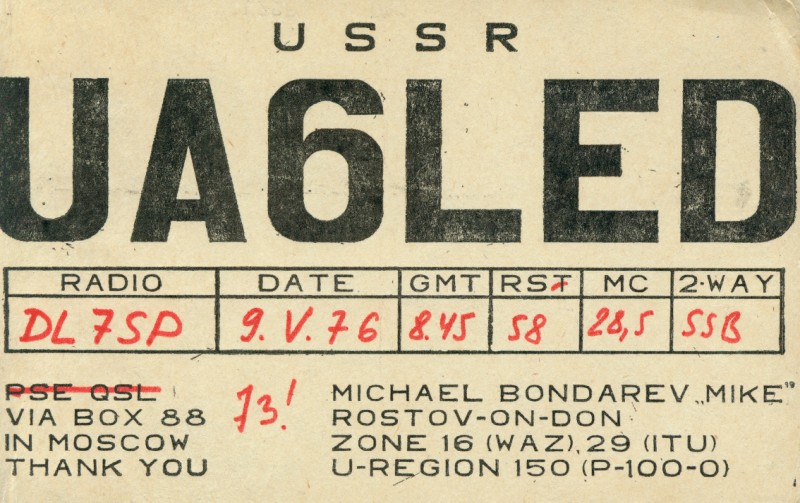 USSR
UA6LED
RADIO DATE GMT RST MC 2·WAY
DL7SP 9.V.76 8.45 58 28,5 SSB
PSE QSL
VIA BOX 88
IN MOSCOW
THANK YOU
73!
MICHAEL BONDAREV „MIKE”
ROSTOV-ON-DON
ZONE 16 (WAZ), 29 (ITU)
U-REGION 150 (P-100-O)